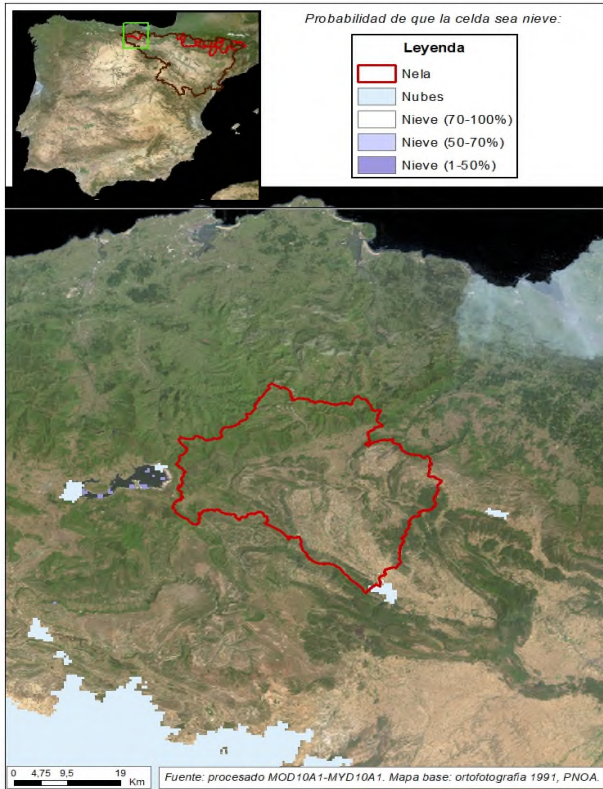 Probabilidad de que la celda sea nieve:
Leyenda
Nela
Nubes
Nieve (70-100%)
Nieve (50-70%)
Nieve (1-50%)
0 4,75 9,5 19
Km
Fuente: procesado MOD10A1-MYD10A1. Mapa base: ortofotografía 1991, PNOA.